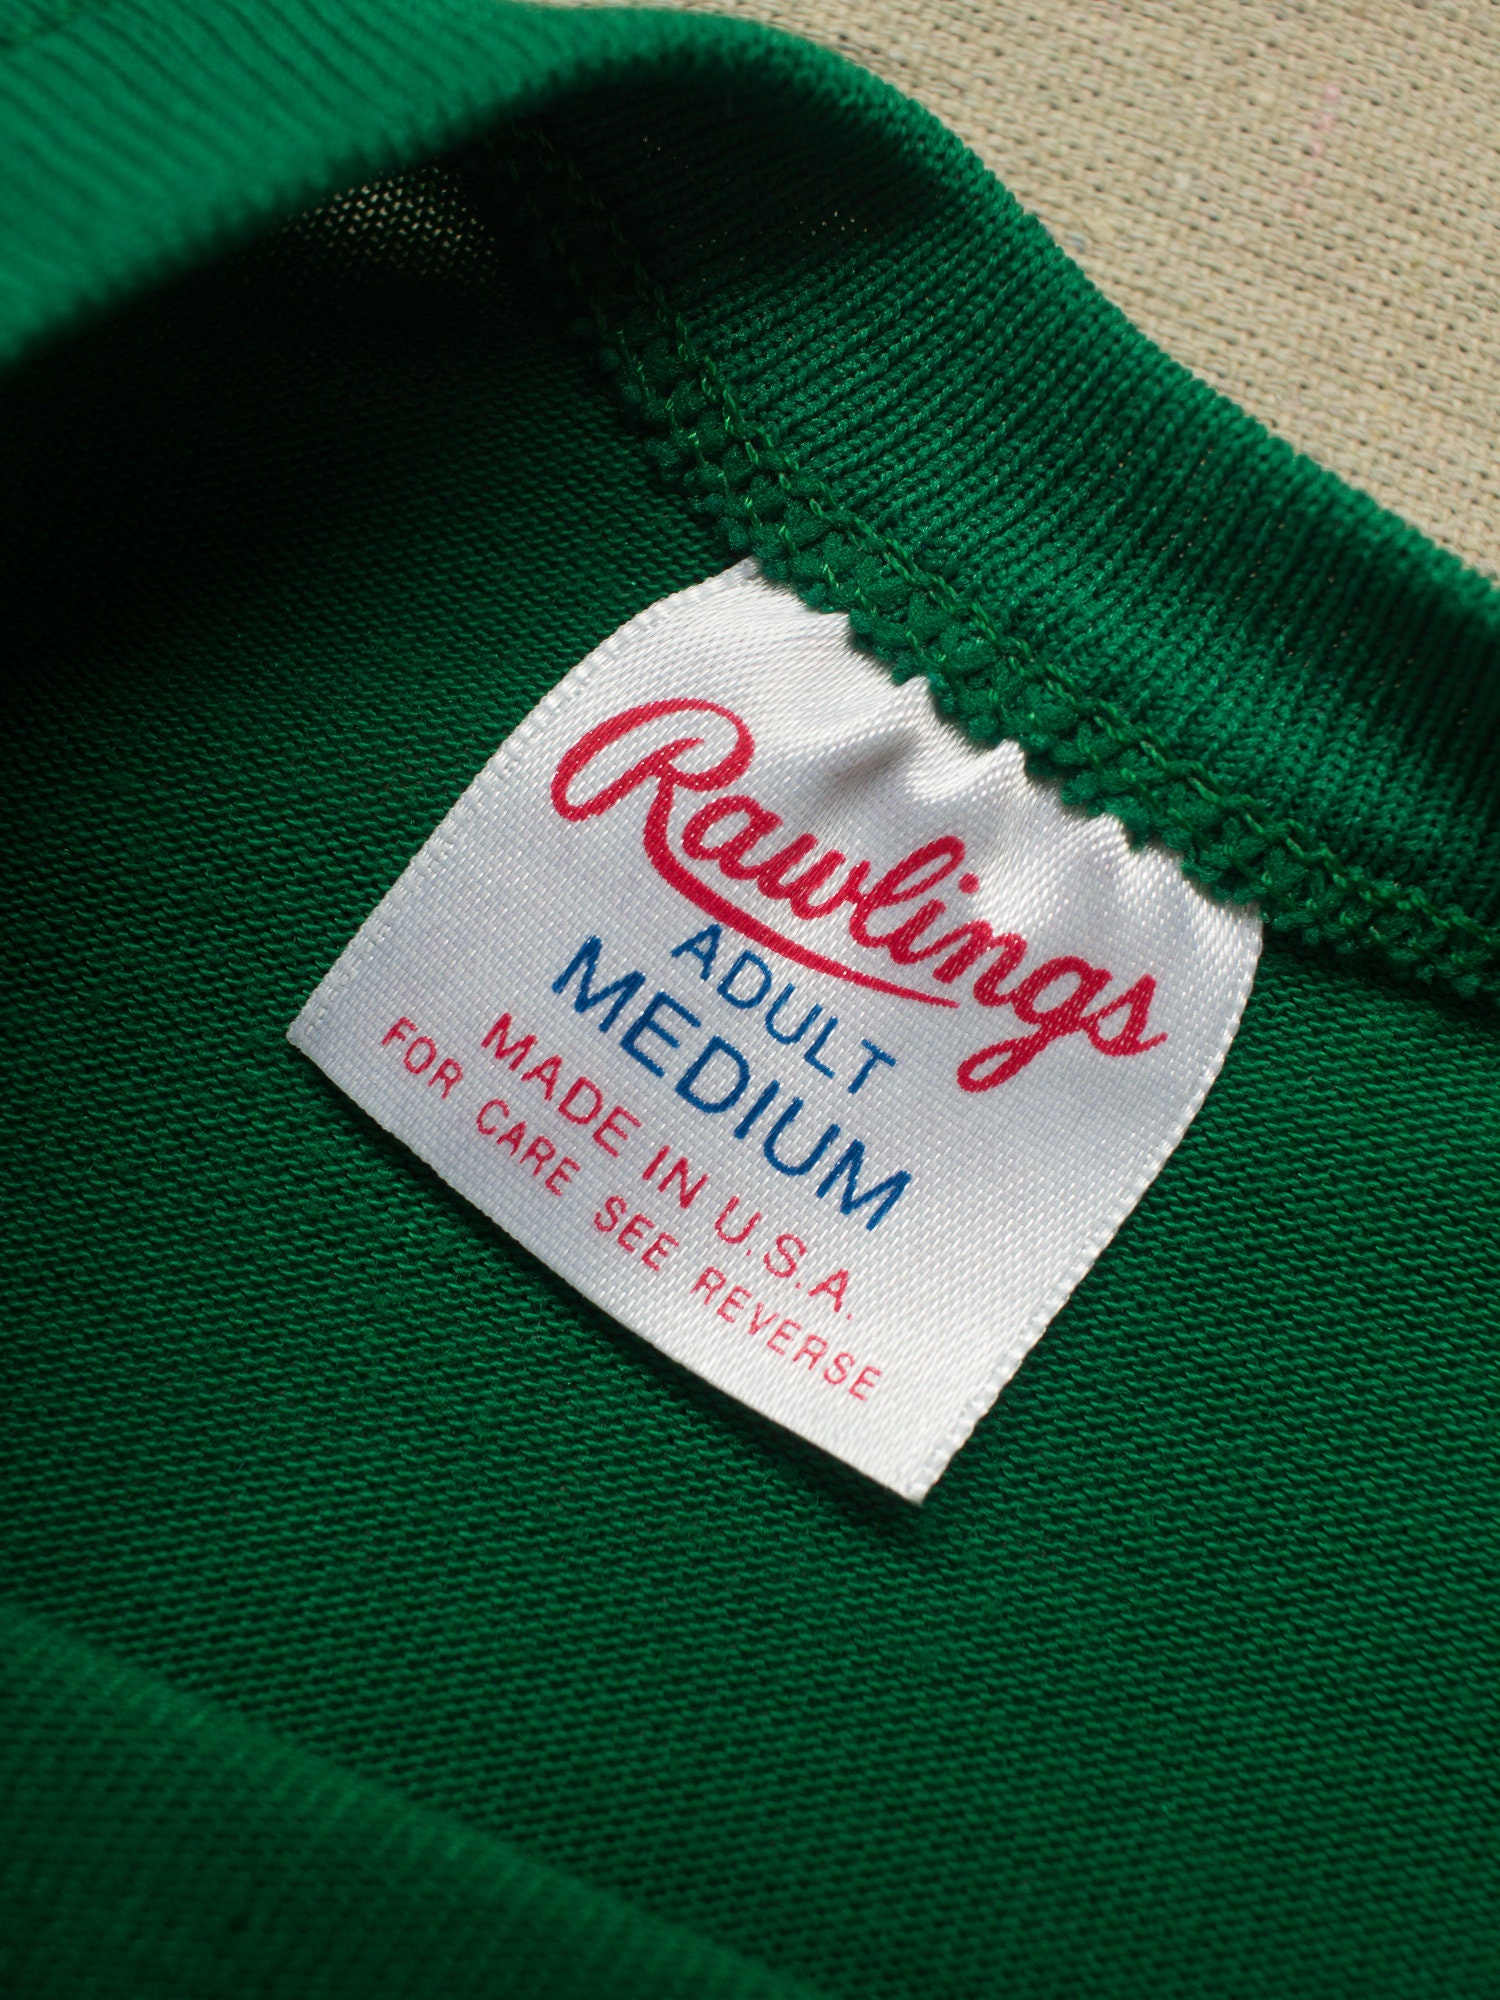 Rawlings
ADULT
MEDIUM
MADE IN U.S.A.
FOR CARE SEE REVERSE